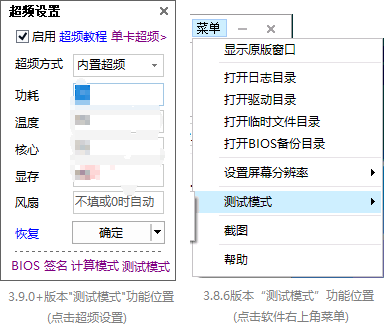 超频设置
启用 超频教程 单卡超频>
超频方式 内置超频
功耗
温度
核心
显存
风扇 不填或0时自动
恢复 确定
BIOS 签名 计算模式 测试模式
3.9.0+版本"测试模式"功能位置
(点击超频设置)
菜单
显示原版窗口
打开日志目录
打开驱动目录
打开临时文件目录
打开BIOS备份目录
设置屏幕分辨率
测试模式
截图
帮助
3.8.6版本“测试模式”功能位置
(点击软件右上角菜单)